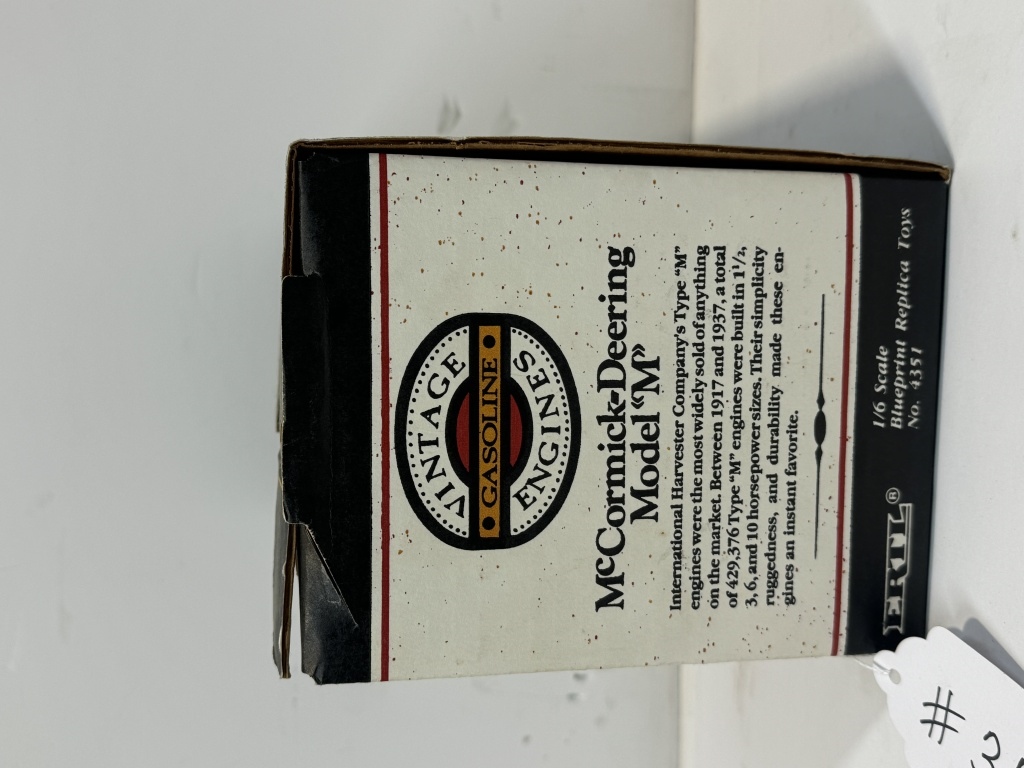 VINTAGE
GASOLINE
ENGINES
McCormick-Deering
Model “M”
International Harvester Company's Type “M”
engines were the most widely sold of anything
on the market. Between 1917 and 1937, a total
of 429,376 Type “M” engines were built in 1½,
3, 6, and 10 horsepower sizes. Their simplicity
ruggedness, and durability made these en-
gines an instant favorite.
ERTL®
1/6 Scale
Blueprint Replica Toys
No. 4351
#